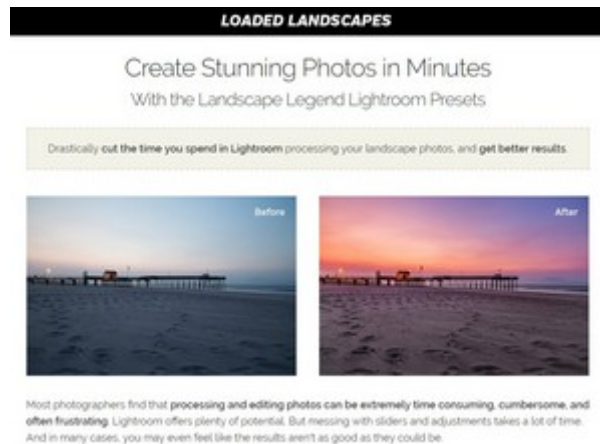 LOADED LANDSCAPES
Create Stunning Photos in Minutes
With the Landscape Legend Lightroom Presets
Drastically cut the time you spend in Lightroom processing your landscape photos, and get better results.
Before
After
Most photographers find that processing and editing photos can be extremely time consuming, cumbersome, and
often frustrating. Lightroom offers plenty of potential. But messing with sliders and adjustments takes a lot of time.
And in many cases, you may even feel like the results aren't as good as they could be.